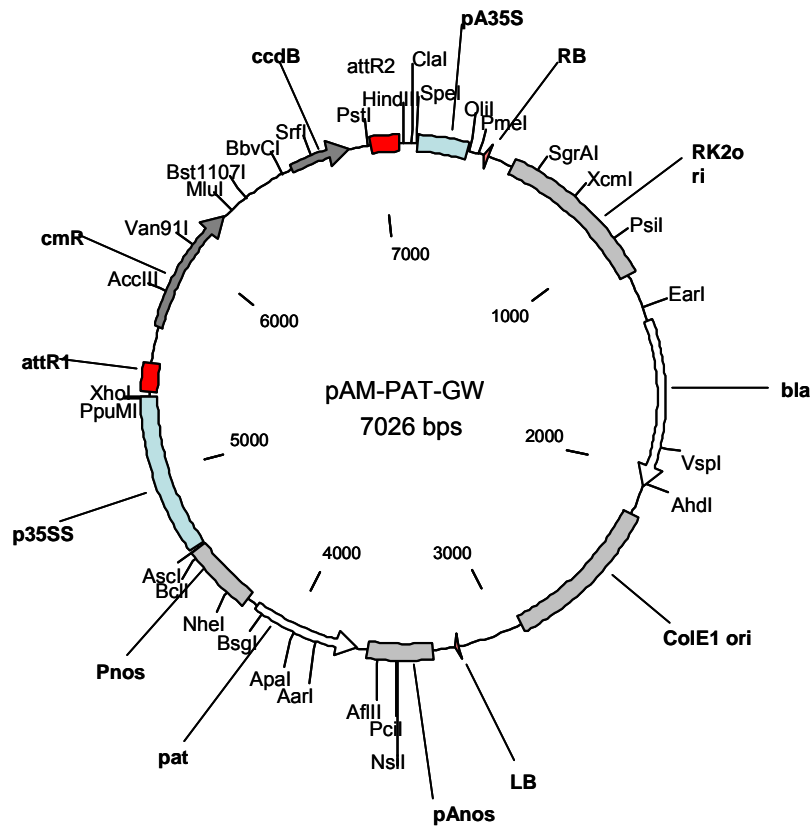 pA35S
ccdB
attR2
ClaI
RB
HindIII
SpeI
PstI
OliI
PmeI
SrfI
BbvCI
SgrAI
RK2o
ri
Bst1107I
XcmI
MluI
PsiI
Van91I
cmR
7000
AccIII
EarI
6000
1000
attR1
pAM-PAT-GW
bla
XhoI
PpuMI
7026 bps
5000
2000
VspI
AhdI
p35SS
4000
3000
AscI
BclI
NheI
BsgI
ColE1 ori
Pnos
ApaI
AarI
AflII
PciI
NsiI
pat
LB
pAnos